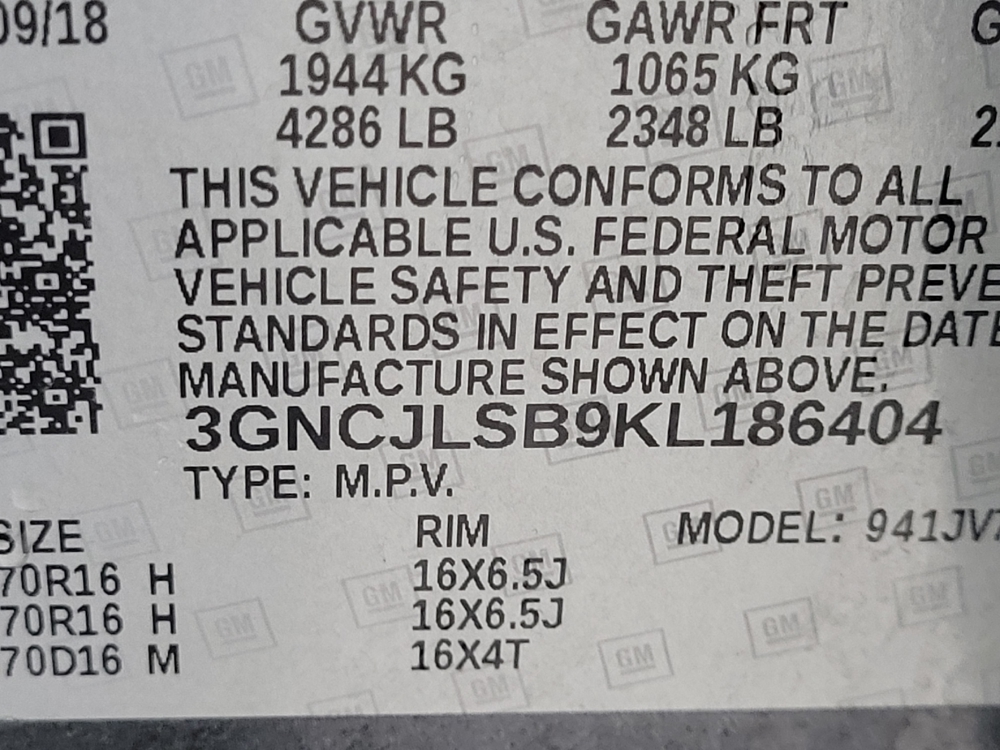 09/18 GVWR GAWR FRT G
1944 KG 1065 KG
4286 LB 2348 LB 2
THIS VEHICLE CONFORMS TO ALL
APPLICABLE U.S. FEDERAL MOTOR
VEHICLE SAFETY AND THEFT PREVE
STANDARDS IN EFFECT ON THE DATE
MANUFACTURE SHOWN ABOVE.
3GNCJLSB9KL186404
TYPE: M.P.V.
SIZE RIM MODEL: 941JV
70R16 H 16X6.5J
70R16 H 16X6.5J
70D16 M 16X4T